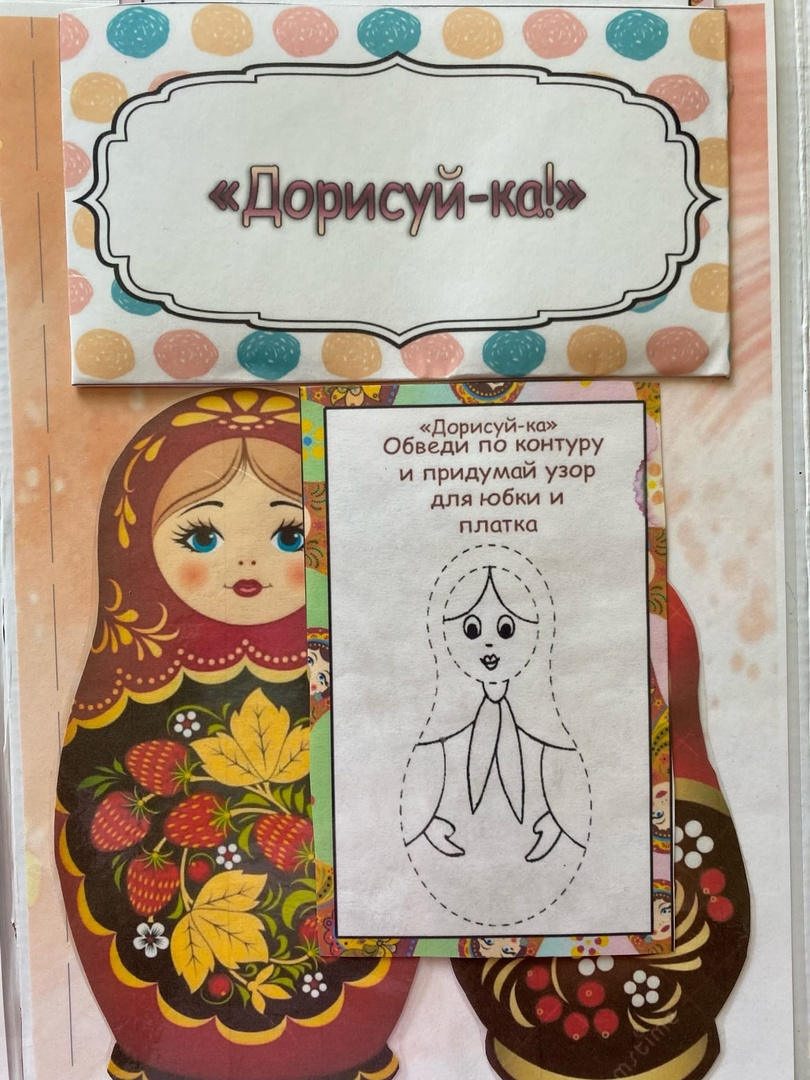 «Дорисуй-ка!»
«Дорисуй-ка»
Обведи по контуру
и придумай узор
для юбки и
платка